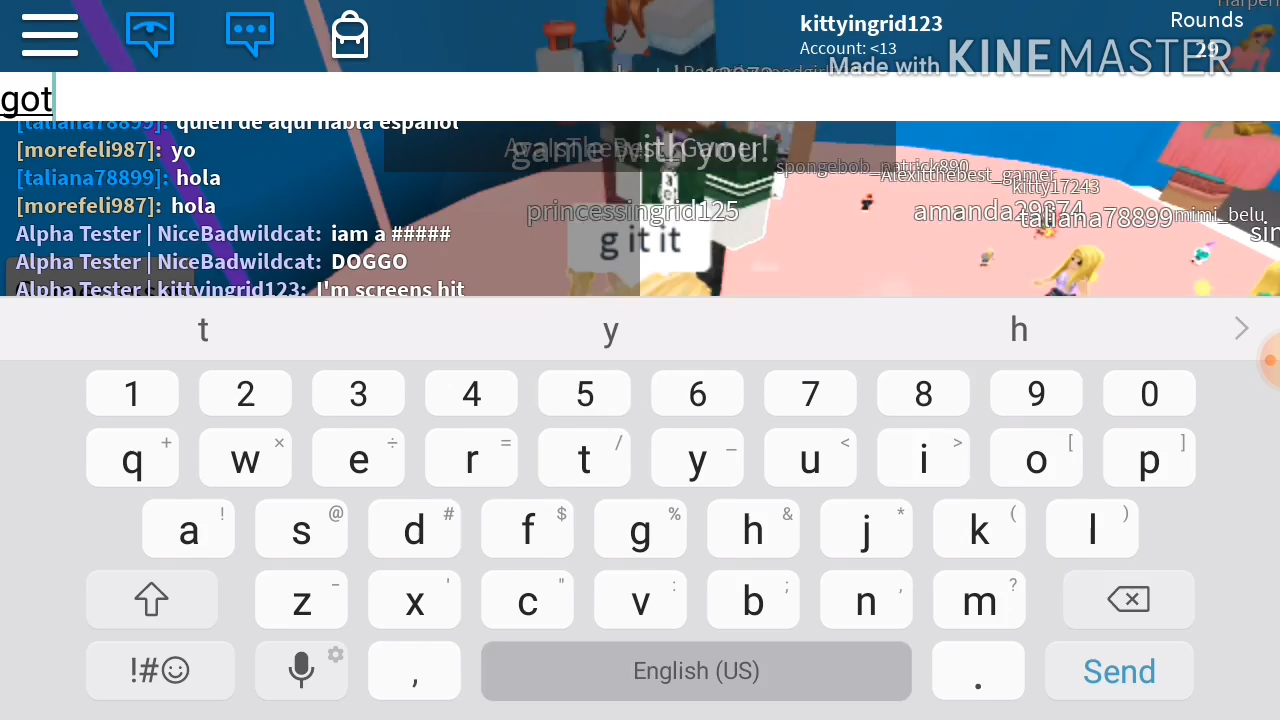 Harpen
kittyingrid123
Account: <13
Rounds
29
Made with KINEMASTER
got
[taliana78899]: quien de aqui habla español
[morefeli987]: yo
[taliana78899]: hola
[morefeli987]: hola
Alpha Tester | NiceBadwildcat: iam a #####
Alpha Tester | NiceBadwildcat: DOGGO
Alpha Tester | kittyingrid123: I'm screens hit
game with you!
spongebob_patrick890
Alexitthebest_gamer
kitty17243
princessingrid125
amanda29874
taliana78899
mimi_belu
sin
g it it
t y h
1 2 3 4 5 6 7 8 9 0
q + w × e ÷ r = t / y _ u < i > o [ p ]
a ! s @ d # f $ g % h & j * k ( l )
z - x ' c " v : b ; n , m ?
!#☺ , English (US) . Send